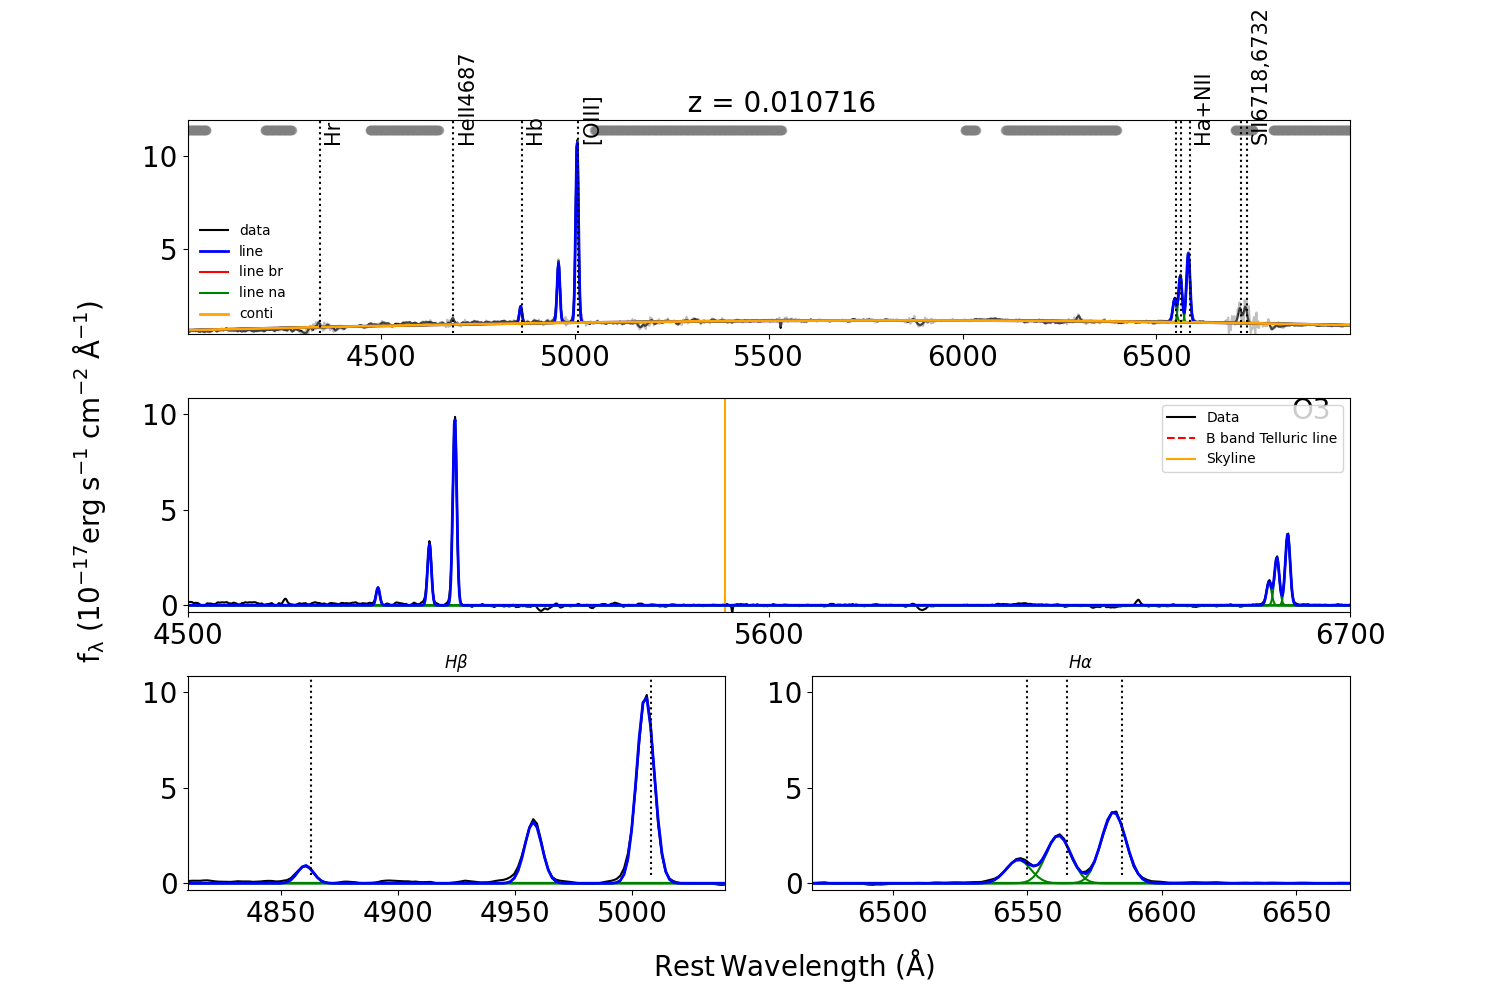 z = 0.010716
Hr
HeII4687
Hb
[OIII]
Ha+NII
SII6718,6732
10
5
data
line
line br
line na
conti
4500 5000 5500 6000 6500
O3
10
5
0
Data
B band Telluric line
Skyline
4500 5600 6700
fλ (10−17erg s−1 cm−2 Å−1)
Hβ
10
5
0
4850 4900 4950 5000
Hα
10
5
0
6500 6550 6600 6650
Rest Wavelength (Å)